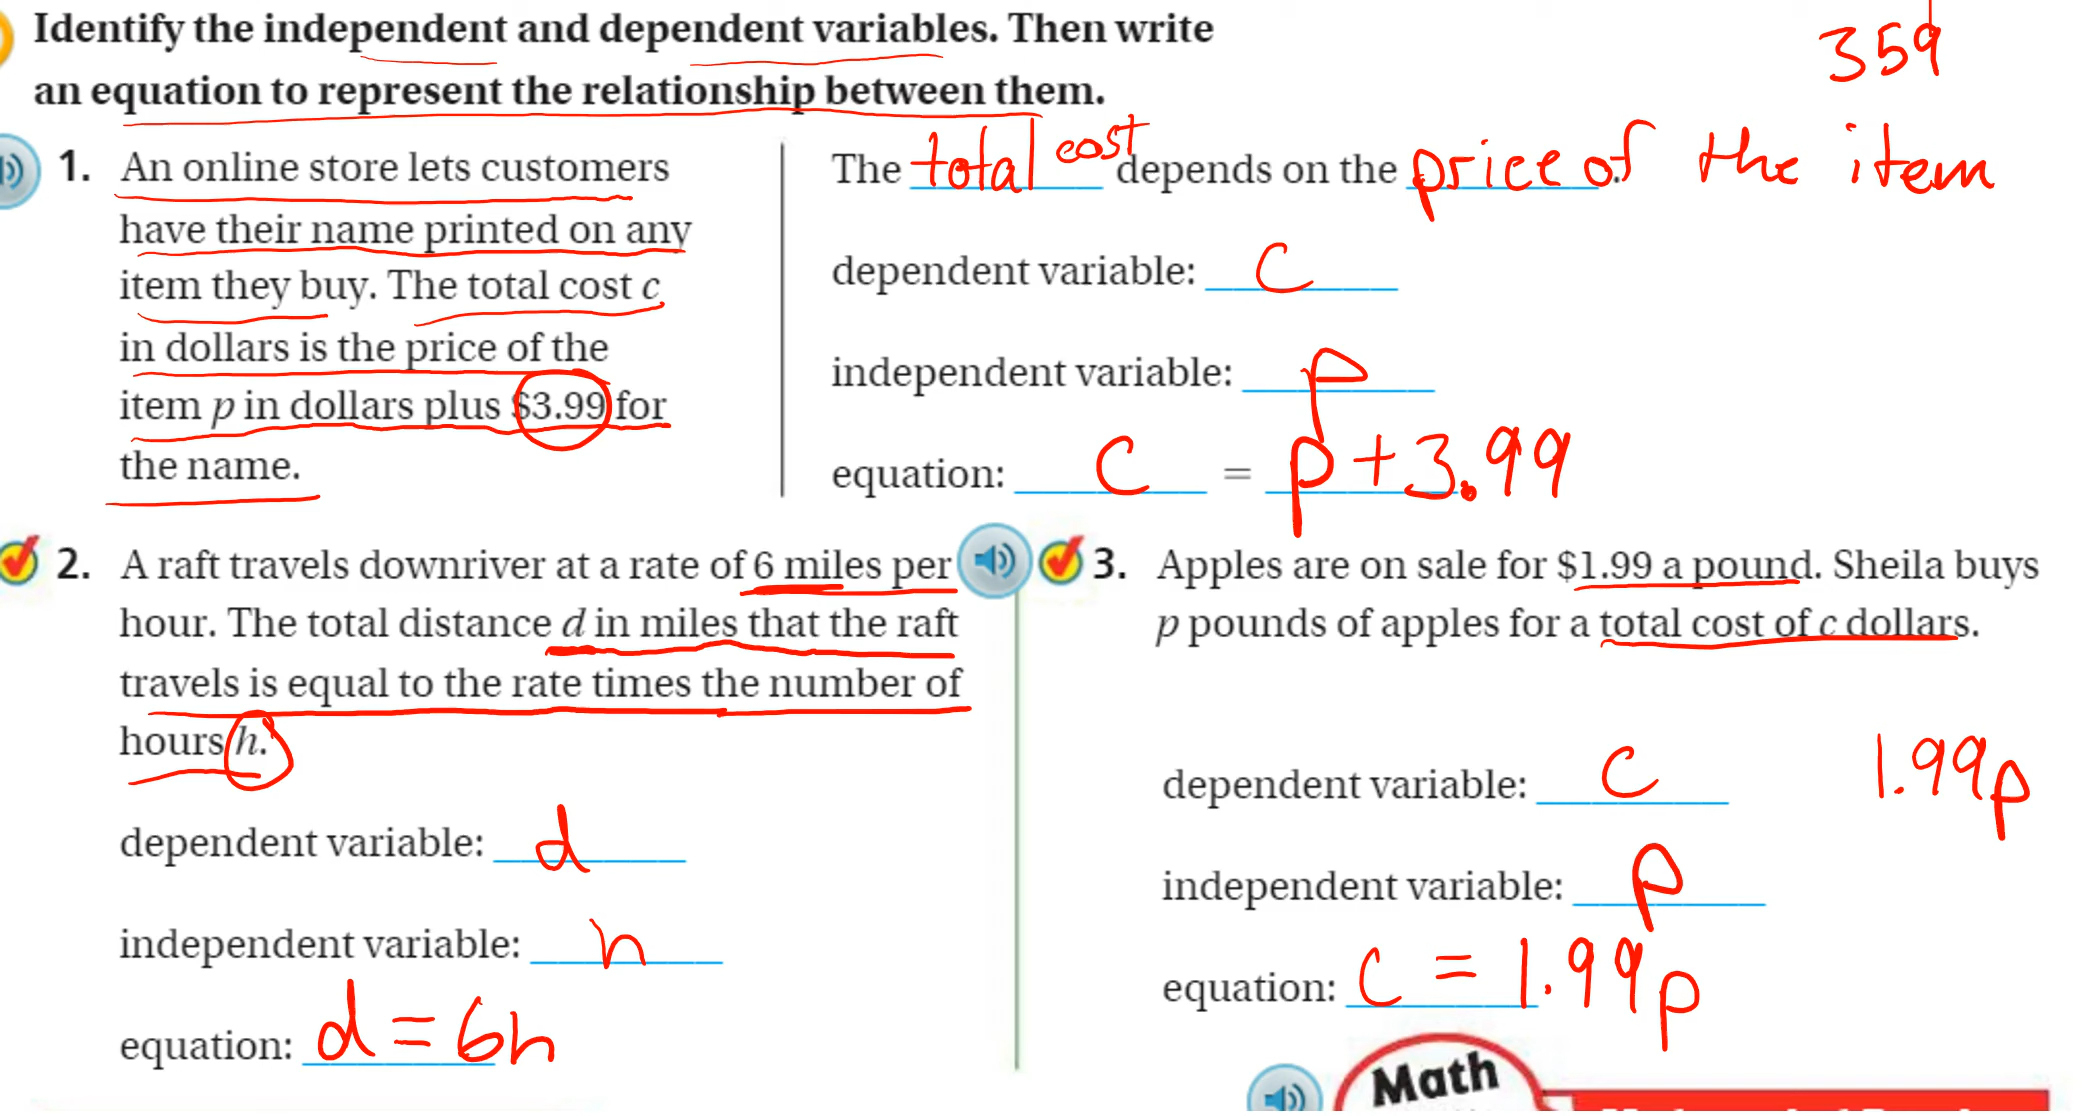 Identify the independent and dependent variables. Then write
an equation to represent the relationship between them.
359
1. An online store lets customers
have their name printed on any
item they buy. The total cost c
in dollars is the price of the
item p in dollars plus $3.99 for
the name.
The total cost depends on the price of the item
dependent variable: c
independent variable: p
equation: c = p+3.99
2. A raft travels downriver at a rate of 6 miles per
hour. The total distance d in miles that the raft
travels is equal to the rate times the number of
hours h.
dependent variable: d
independent variable: h
equation: d=6h
3. Apples are on sale for $1.99 a pound. Sheila buys
p pounds of apples for a total cost of c dollars.
dependent variable: c
1.99p
independent variable: p
equation: c = 1.99p
Math